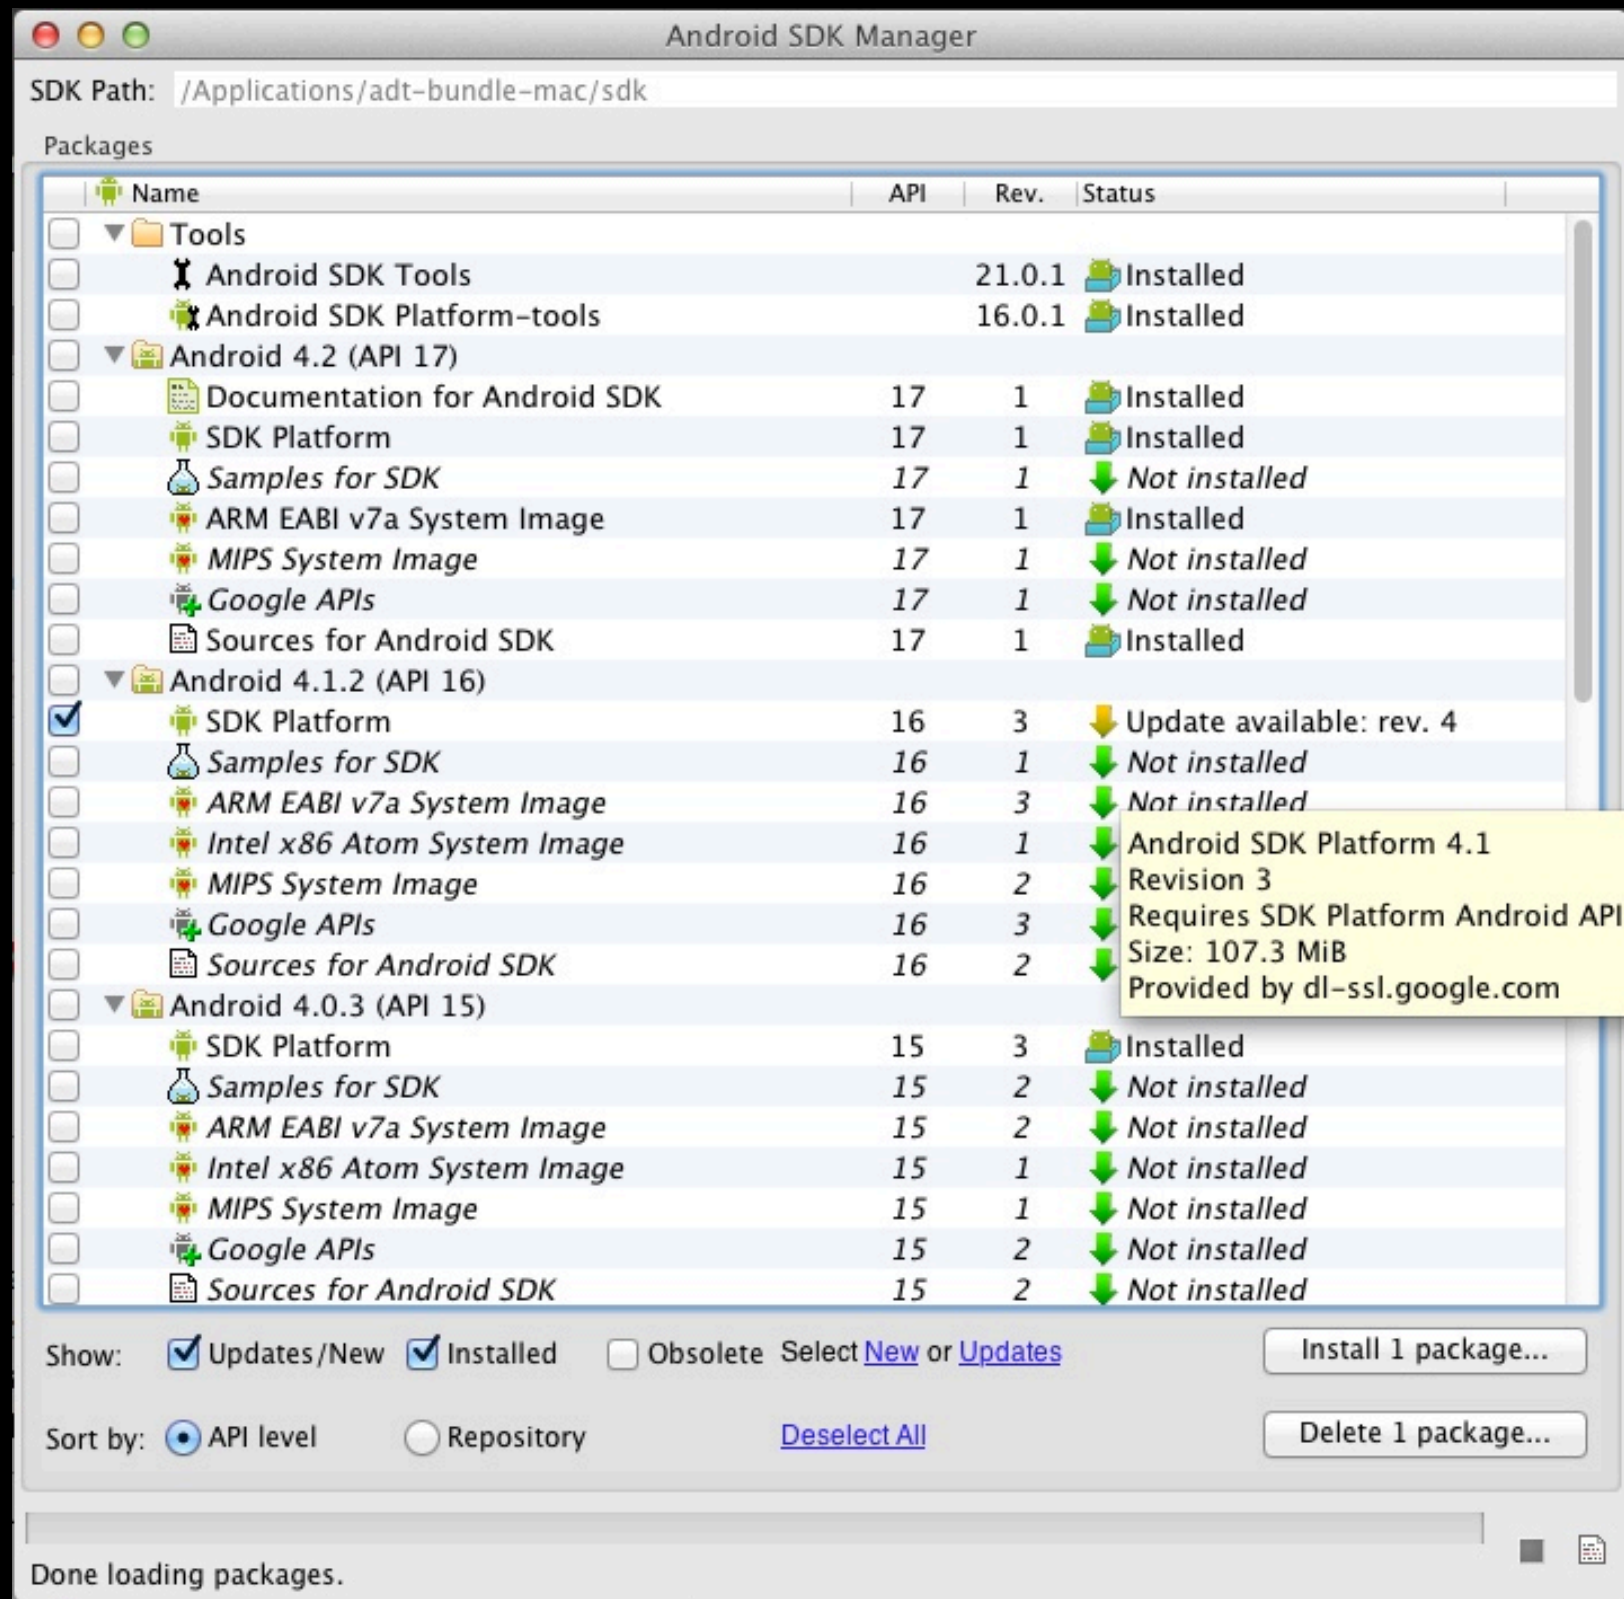 Android SDK Manager
SDK Path: /Applications/adt-bundle-mac/sdk
Packages
Name API Rev. Status
Tools
Android SDK Tools 21.0.1 Installed
Android SDK Platform-tools 16.0.1 Installed
Android 4.2 (API 17)
Documentation for Android SDK 17 1 Installed
SDK Platform 17 1 Installed
Samples for SDK 17 1 Not installed
ARM EABI v7a System Image 17 1 Installed
MIPS System Image 17 1 Not installed
Google APIs 17 1 Not installed
Sources for Android SDK 17 1 Installed
Android 4.1.2 (API 16)
SDK Platform 16 3 Update available: rev. 4
Samples for SDK 16 1 Not installed
ARM EABI v7a System Image 16 3 Not installed
Intel x86 Atom System Image 16 1
Android SDK Platform 4.1
MIPS System Image 16 2
Revision 3
Google APIs 16 3
Requires SDK Platform Android API
Sources for Android SDK 16 2
Size: 107.3 MiB
Provided by dl-ssl.google.com
Android 4.0.3 (API 15)
SDK Platform 15 3 Installed
Samples for SDK 15 2 Not installed
ARM EABI v7a System Image 15 2 Not installed
Intel x86 Atom System Image 15 1 Not installed
MIPS System Image 15 1 Not installed
Google APIs 15 2 Not installed
Sources for Android SDK 15 2 Not installed
Show: Updates/New Installed Obsolete Select New or Updates Install 1 package...
Sort by: API level Repository Deselect All Delete 1 package...
Done loading packages.